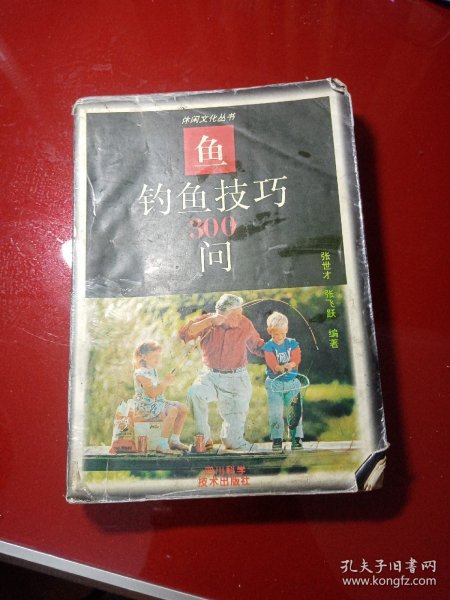 休闲文化丛书
鱼
钓鱼技巧
300
问
张世才 张飞跃 编著
四川科学
技术出版社
孔夫子旧书网
www.kongfz.com